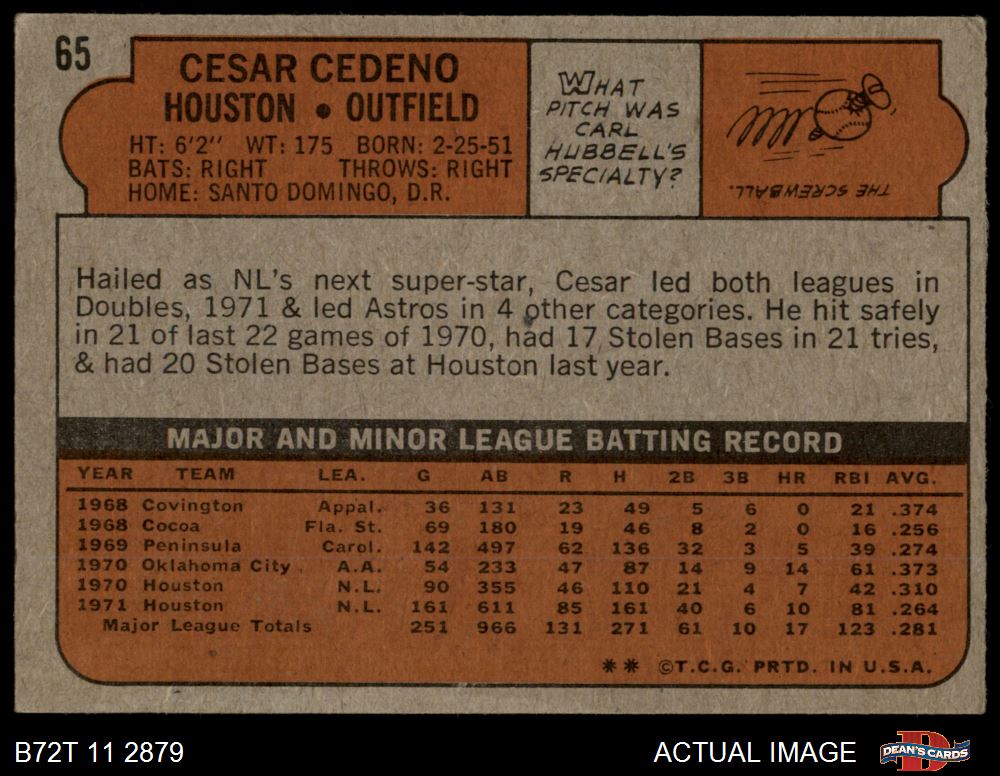 65
CESAR CEDENO
HOUSTON • OUTFIELD
HT: 6'2" WT: 175 BORN: 2-25-51
BATS: RIGHT THROWS: RIGHT
HOME: SANTO DOMINGO, D.R.
WHAT
PITCH WAS
CARL
HUBBELL'S
SPECIALTY?
THE SCREWBALL.
Hailed as NL's next super-star, Cesar led both leagues in
Doubles, 1971 & led Astros in 4 other categories. He hit safely
in 21 of last 22 games of 1970, had 17 Stolen Bases in 21 tries,
& had 20 Stolen Bases at Houston last year.
MAJOR AND MINOR LEAGUE BATTING RECORD
YEAR TEAM LEA. G AB R H 2B 3B HR RBI AVG.
1968 Covington Appal. 36 131 23 49 5 6 0 21 .374
1968 Cocoa Fla. St. 69 180 19 46 8 2 0 16 .256
1969 Peninsula Carol. 142 497 62 136 32 3 5 39 .274
1970 Oklahoma City A.A. 54 233 47 87 14 9 14 61 .373
1970 Houston N.L. 90 355 46 110 21 4 7 42 .310
1971 Houston N.L. 161 611 85 161 40 6 10 81 .264
Major League Totals 251 966 131 271 61 10 17 123 .281
** ©T.C.G. PRTD. IN U.S.A.
B72T 11 2879
ACTUAL IMAGE
DEAN'S CARDS